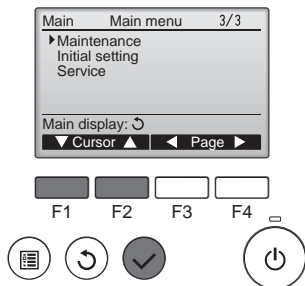 Main Main menu 3/3
Maintenance
Initial setting
Service
Main display:
Cursor Page
F1 F2 F3 F4